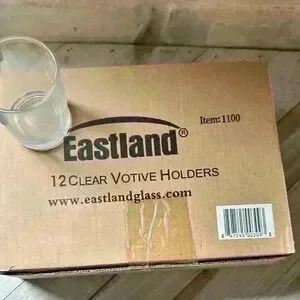 Item: 1100
Eastland®
12 CLEAR VOTIVE HOLDERS
www.eastlandglass.com